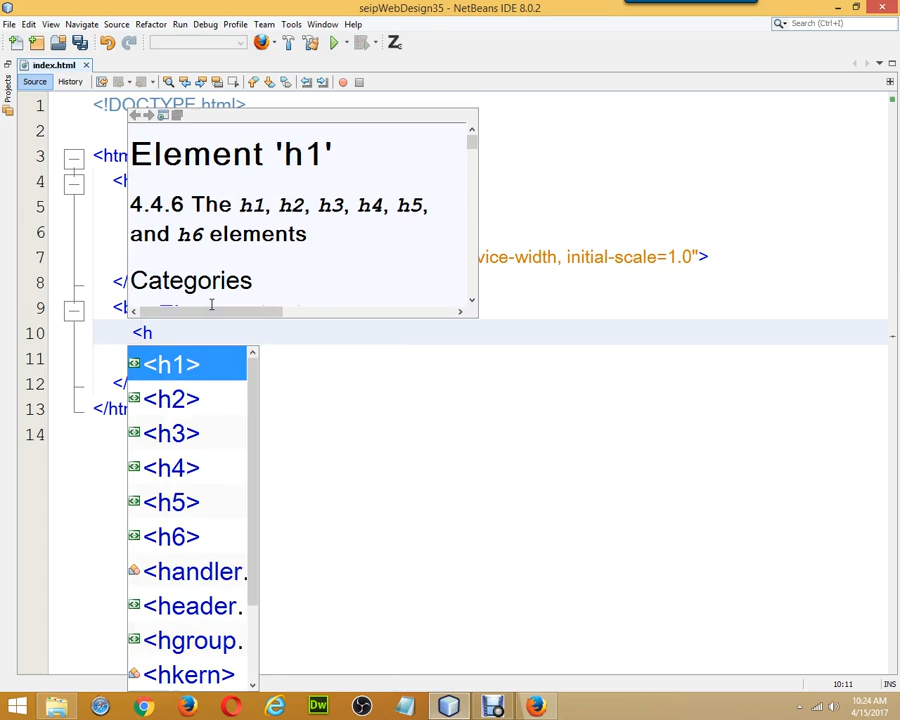 seipWebDesign35 - NetBeans IDE 8.0.2
File Edit View Navigate Source Refactor Run Debug Profile Team Tools Window Help
Search (Ctrl+I)
index.html
Source History
Projects
1 <!DOCTYPE html>
2
3 <htm
4 <h
5
6
7 vice-width, initial-scale=1.0">
8 </
9 <b
10 <h
11
12 </
13 </htm
14
Element 'h1'
4.4.6 The h1, h2, h3, h4, h5,
and h6 elements
Categories
<h1>
<h2>
<h3>
<h4>
<h5>
<h6>
<handler.
<header.
<hgroup.
<hkern>
10:11 INS
Dw
10:24 AM
4/15/2017